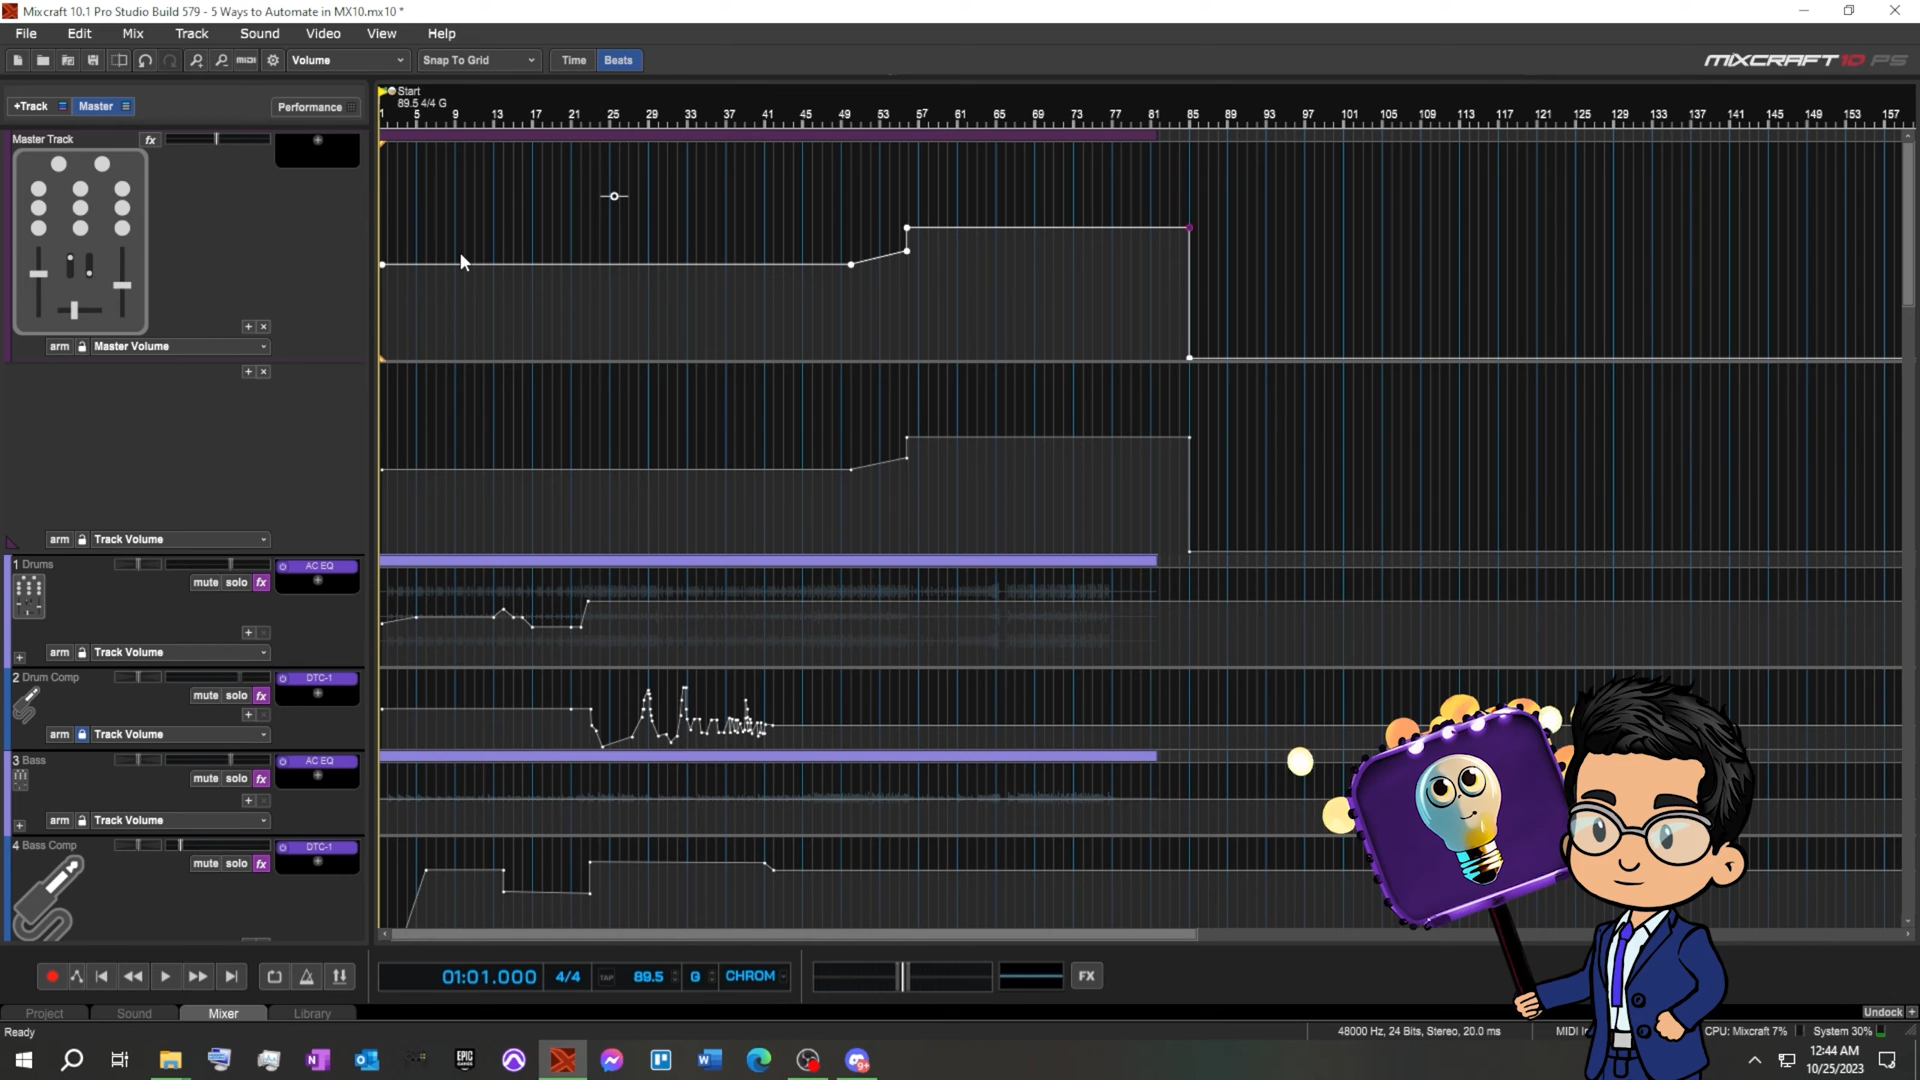 Mixcraft 10.1 Pro Studio Build 579 - 5 Ways to Automate in MX10.mx10 *
File Edit Mix Track Sound Video View Help
MIDI Volume Snap To Grid Time Beats MIXCRAFT 10 PS
+Track Master Performance
Start
89.5 4/4 G
1 5 9 13 17 21 25 29 33 37 41 45 49 53 57 61 65 69 73 77 81 85 89 93 97 101 105 109 113 117 121 125 129 133 137 141 145 149 153 157
Master Track fx
arm Master Volume
arm Track Volume
1 Drums AC EQ
mute solo fx
arm Track Volume
2 Drum Comp DTC-1
mute solo fx
arm Track Volume
3 Bass AC EQ
mute solo fx
arm Track Volume
4 Bass Comp DTC-1
mute solo fx
01:01.000 4/4 TAP 89.5 G CHROM FX
Project Sound Mixer Library Undock
Ready 48000 Hz, 24 Bits, Stereo, 20.0 ms CPU: Mixcraft 7% System 30%
EPIC GAMES
9+
12:44 AM
10/25/2023